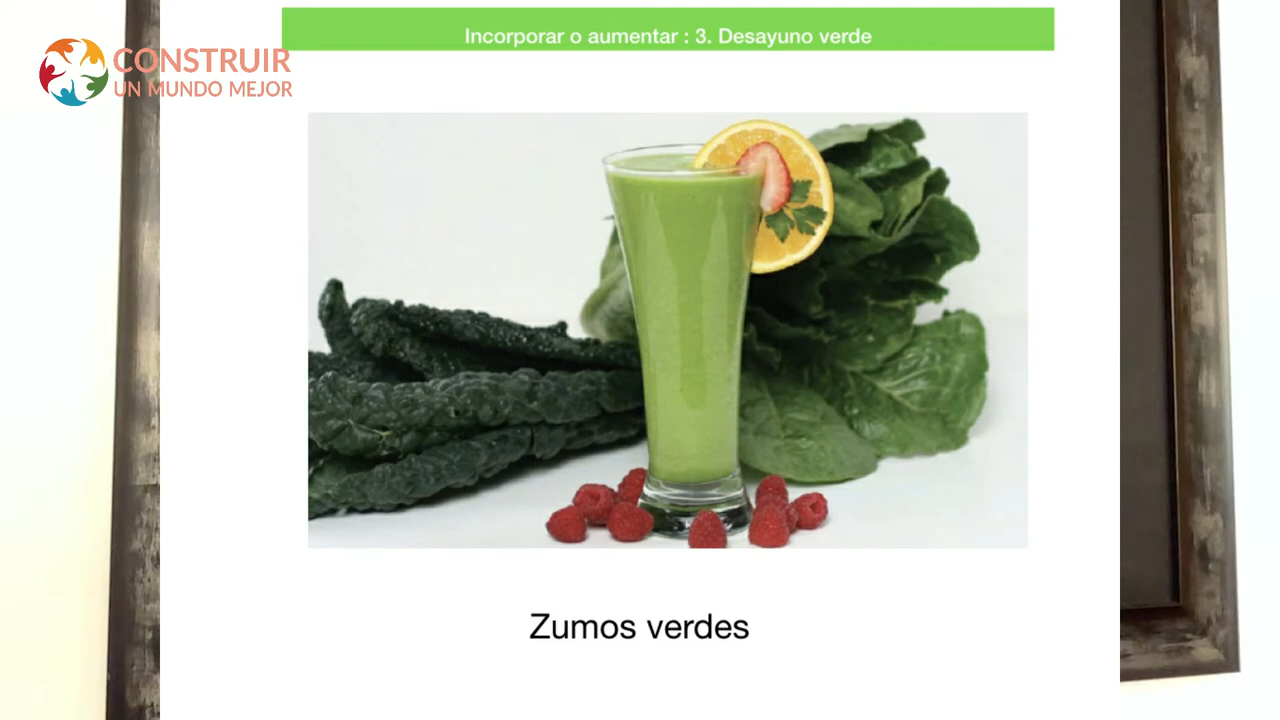 Incorporar o aumentar : 3. Desayuno verde
CONSTRUIR
UN MUNDO MEJOR
Zumos verdes